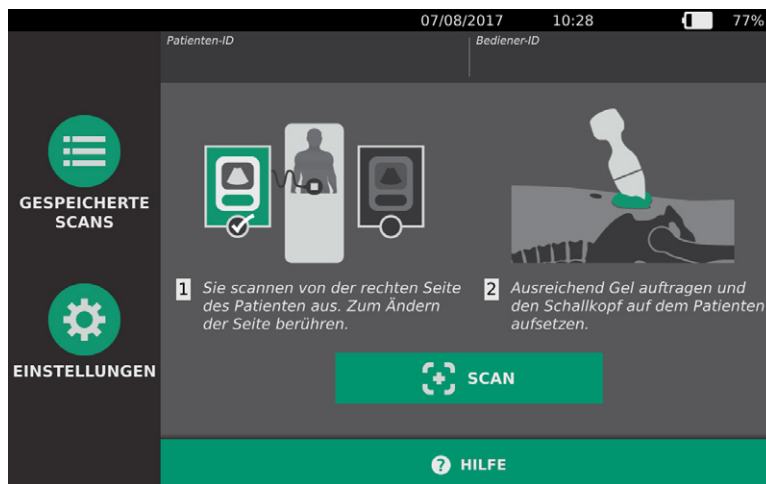 07/08/2017 10:28 77%
Patienten-ID
Bediener-ID
GESPEICHERTE
SCANS
EINSTELLUNGEN
1 Sie scannen von der rechten Seite
des Patienten aus. Zum Ändern
der Seite berühren.
2 Ausreichend Gel auftragen und
den Schallkopf auf dem Patienten
aufsetzen.
SCAN
? HILFE